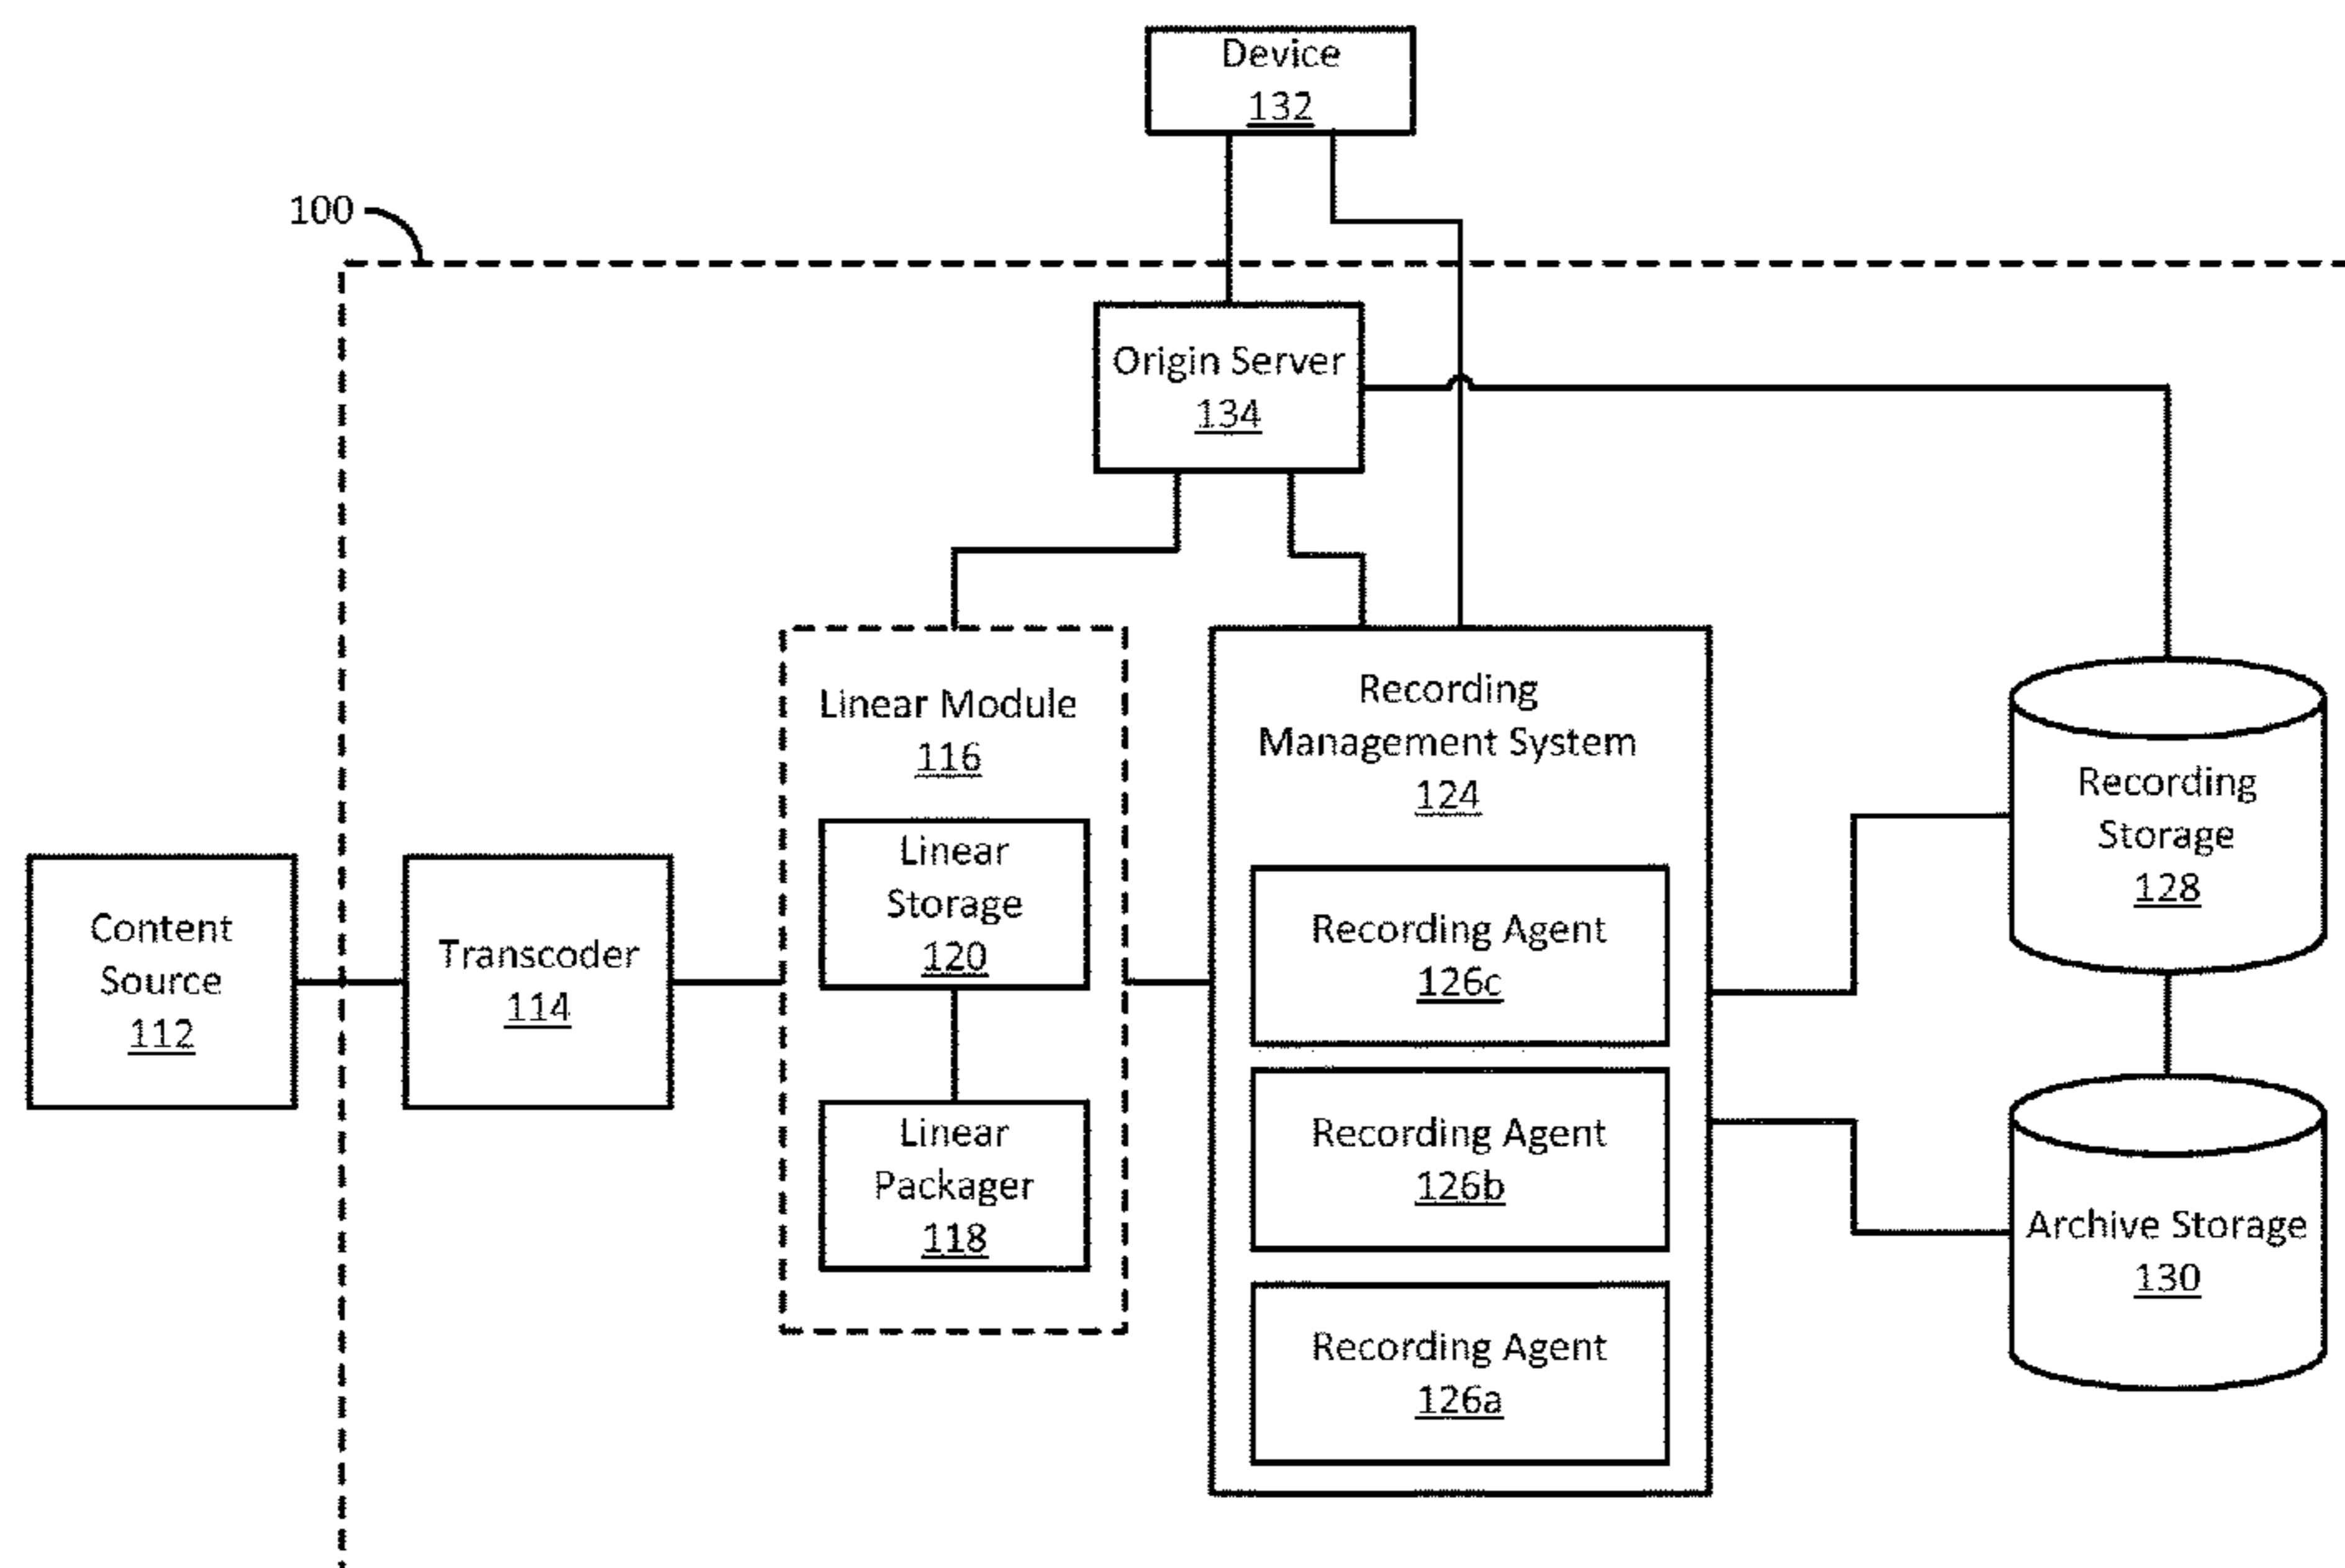 Device
132
100
Origin Server
134
Linear Module
116
Linear
Storage
120
Linear
Packager
118
Recording
Management System
124
Recording Agent
126c
Recording Agent
126b
Recording Agent
126a
Content
Source
112
Transcoder
114
Recording
Storage
128
Archive Storage
130